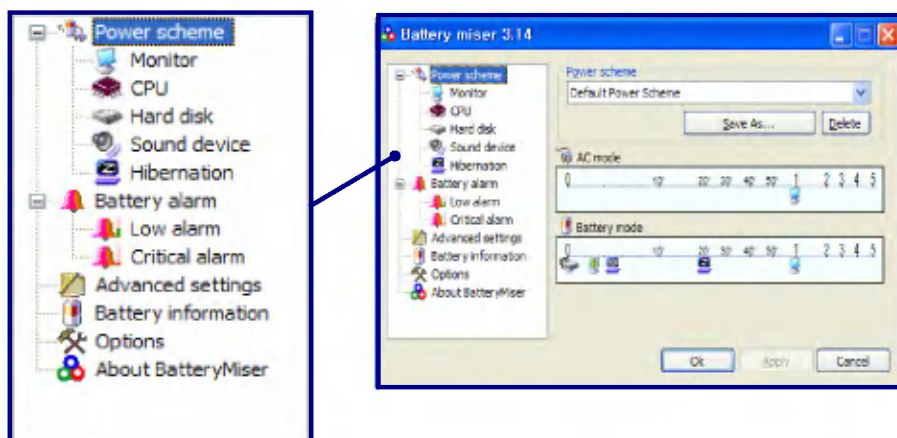 Power scheme
Monitor
CPU
Hard disk
Sound device
Hibernation
Battery alarm
Low alarm
Critical alarm
Advanced settings
Battery information
Options
About BatteryMiser
Battery miser 3,14
Power scheme
Monitor
CPU
Hard disk
Sound device
Hibernation
Battery alarm
Low alarm
Critical alarm
Advanced settings
Battery information
Options
About BatteryMiser
Power scheme
Default Power Scheme
Save As... Delete
AC mode
0 10' 20' 30' 40' 50' 1 2 3 4 5
Battery mode
0 10' 20' 30' 40' 50' 1 2 3 4 5
Ok Apply Cancel